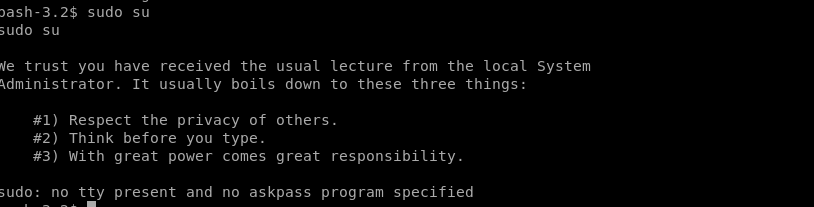 bash-3.2$ sudo su
sudo su
We trust you have received the usual lecture from the local System
Administrator. It usually boils down to these three things:
#1) Respect the privacy of others.
#2) Think before you type.
#3) With great power comes great responsibility.
sudo: no tty present and no askpass program specified
bash-3.2$